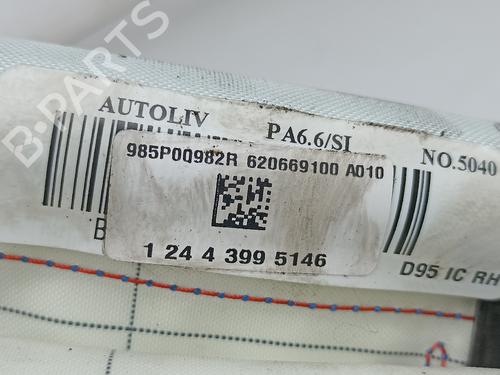 B-PARTS
AUTOLIV PA6.6/SI NO.5040
985P00982R 620669100 A010
B
1 24 4 399 5146
D95 IC RH